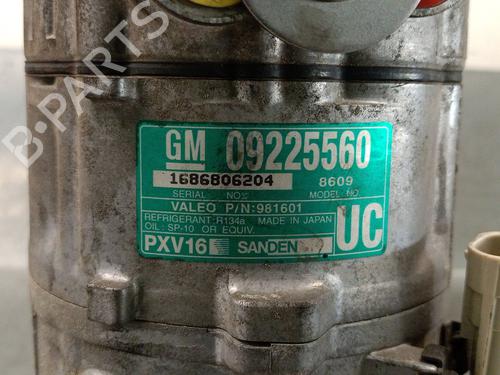 GM 09225560
1686806204 8609
SERIAL NO. MODEL NO.
VALEO P/N:981601
REFRIGERANT:R134a MADE IN JAPAN
OIL: SP-10 OR EQUIV.
PXV16 SANDEN UC
B-PARTS